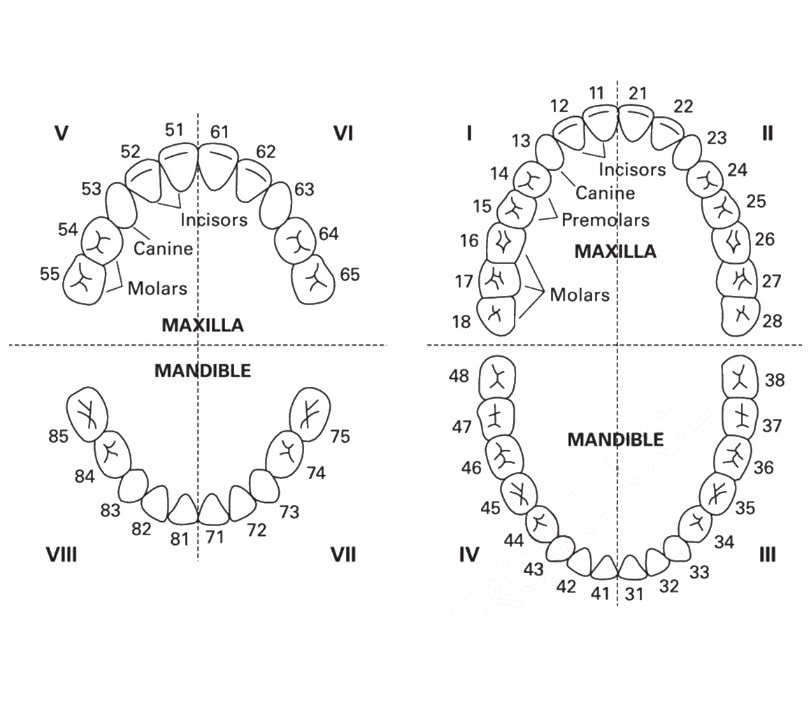 V
51 61
VI
52
62
53
63
Incisors
54
64
Canine
55
65
Molars
MAXILLA
MANDIBLE
85
75
84
74
83
73
82
72
81 71
VIII
VII
11 21
12
22
I
II
13
23
Incisors
14
24
Canine
15
25
Premolars
16
26
MAXILLA
17
27
Molars
18
28
48
38
47
37
MANDIBLE
46
36
45
35
44
34
IV
III
43
33
42
32
41 31